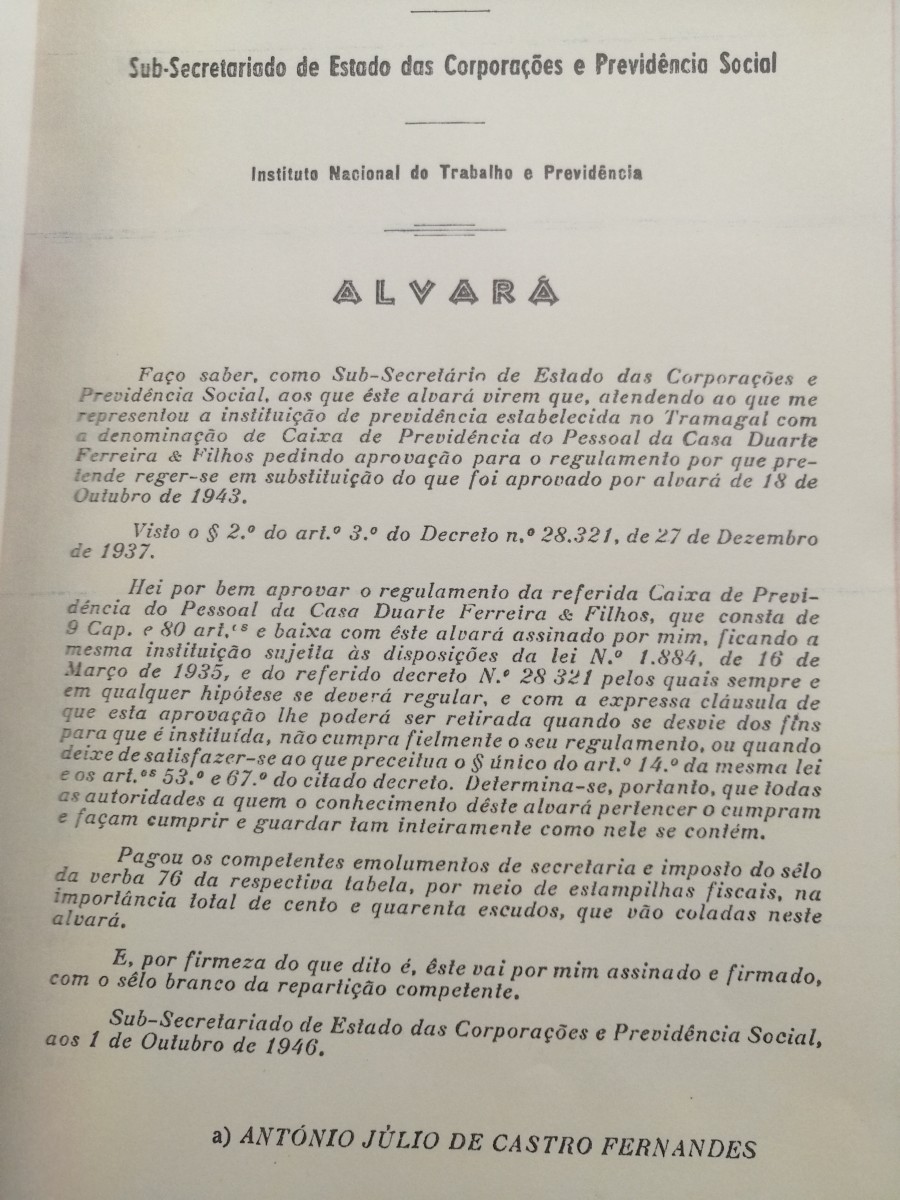 Sub-Secretariado de Estado das Corporações e Previdência Social
Instituto Nacional do Trabalho e Previdência
ALVARÁ
Faço saber, como Sub-Secretário de Estado das Corporações e
Previdência Social, aos que êste alvará virem que, atendendo ao que me
representou a instituição de previdência estabelecida no Tramagal com
a denominação de Caixa de Previdência do Pessoal da Casa Duarte
Ferreira & Filhos pedindo aprovação para o regulamento por que pre-
tende reger-se em substituição do que foi aprovado por alvará de 18 de
Outubro de 1943.
Visto o § 2.º do art.º 3.º do Decreto n.º 28.321, de 27 de Dezembro
de 1937.
Hei por bem aprovar o regulamento da referida Caixa de Previ-
dência do Pessoal da Casa Duarte Ferreira & Filhos, que consta de
9 Cap. e 80 art.ᵒˢ e baixa com êste alvará assinado por mim, ficando a
mesma instituição sujeita às disposições da lei N.º 1.884, de 16 de
Março de 1935, e do referido decreto N.º 28 321 pelos quais sempre e
em qualquer hipótese se deverá regular, e com a expressa cláusula de
que esta aprovação lhe poderá ser retirada quando se desvie dos fins
para que é instituída, não cumpra fielmente o seu regulamento, ou quando
deixe de satisfazer-se ao que preceitua o § único do art.º 14.º da mesma lei
e os art.ᵒˢ 53.º e 67.º do citado decreto. Determina-se, portanto, que todas
as autoridades a quem o conhecimento dêste alvará pertencer o cumpram
e façam cumprir e guardar tam inteiramente como nele se contém.
Pagou os competentes emolumentos de secretaria e imposto do sêlo
da verba 76 da respectiva tabela, por meio de estampilhas fiscais, na
importância total de cento e quarenta escudos, que vão coladas neste
alvará.
E, por firmeza do que dito é, êste vai por mim assinado e firmado,
com o sêlo branco da repartição competente.
Sub-Secretariado de Estado das Corporações e Previdência Social,
aos 1 de Outubro de 1946.
a) ANTÓNIO JÚLIO DE CASTRO FERNANDES